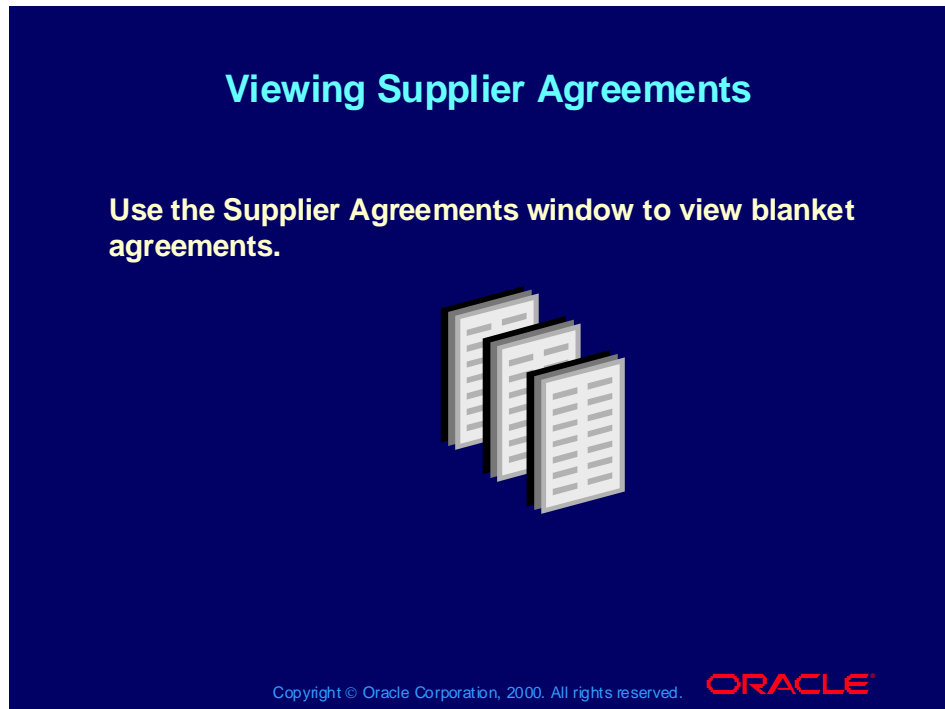 Viewing Supplier Agreements
Use the Supplier Agreements window to view blanket
agreements.
Copyright © Oracle Corporation, 2000. All rights reserved.
ORACLE®